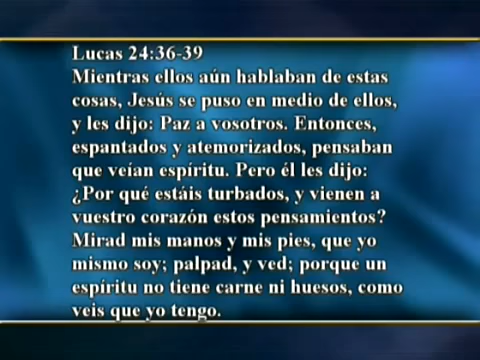 Lucas 24:36-39
Mientras ellos aún hablaban de estas
cosas, Jesús se puso en medio de ellos,
y les dijo: Paz a vosotros. Entonces,
espantados y atemorizados, pensaban
que veían espíritu. Pero él les dijo:
¿Por qué estáis turbados, y vienen a
vuestro corazón estos pensamientos?
Mirad mis manos y mis pies, que yo
mismo soy; palpad, y ved; porque un
espíritu no tiene carne ni huesos, como
veis que yo tengo.